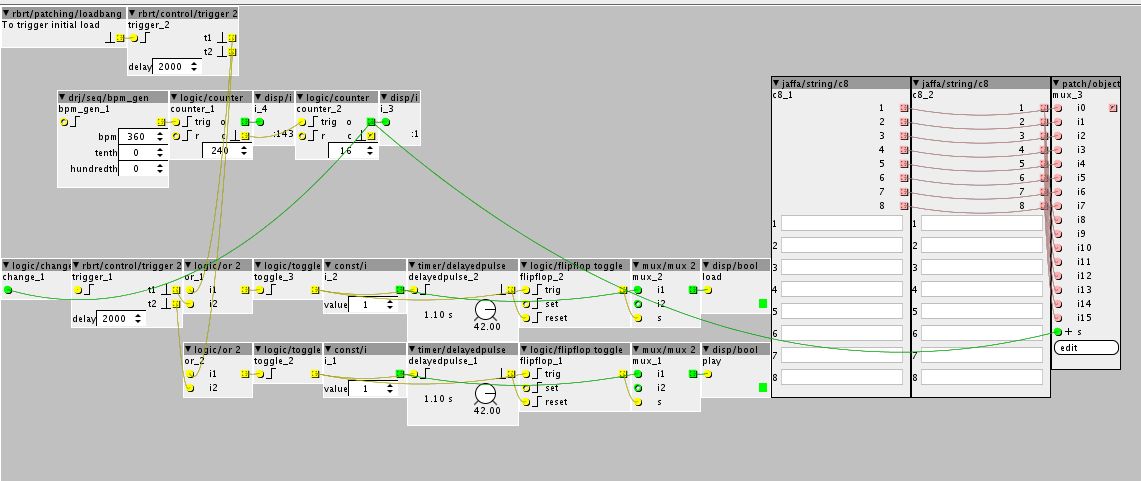 rbrt/patching/loadbang
To trigger initial load
rbrt/control/trigger 2
trigger_2
t1
t2
delay 2000
drj/seq/bpm_gen
bpm_gen_1
bpm 360
tenth 0
hundredth 0
logic/counter
counter_1
trig o
r c
240
disp/i
i_4
:143
logic/counter
counter_2
trig o
r c
16
disp/i
i_3
:1
logic/change
change_1
rbrt/control/trigger 2
trigger_1
t1
t2
delay 2000
logic/or 2
or_1
i1
i2
logic/toggle
toggle_3
const/i
i_2
value 1
timer/delayedpulse
delayedpulse_2
1.10 s
42.00
logic/flipflop toggle
flipflop_2
trig
set
reset
mux/mux 2
mux_2
i1
i2
s
disp/bool
load
logic/or 2
or_2
i1
i2
logic/toggle
toggle_2
const/i
i_1
value 1
timer/delayedpulse
delayedpulse_1
1.10 s
42.00
logic/flipflop toggle
flipflop_1
trig
set
reset
mux/mux 2
mux_1
i1
i2
s
disp/bool
play
jaffa/string/c8
c8_1
1
2
3
4
5
6
7
8
1
2
3
4
5
6
7
8
jaffa/string/c8
c8_2
1
2
3
4
5
6
7
8
1
2
3
4
5
6
7
8
patch/object
mux_3
i0
i1
i2
i3
i4
i5
i6
i7
i8
i9
i10
i11
i12
i13
i14
i15
+ s
edit